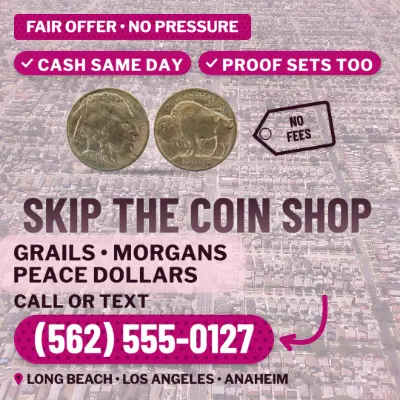 FAIR OFFER • NO PRESSURE
CASH SAME DAY
PROOF SETS TOO
NO
FEES
SKIP THE COIN SHOP
GRAILS • MORGANS
PEACE DOLLARS
CALL OR TEXT
(562) 555-0127
LONG BEACH • LOS ANGELES • ANAHEIM